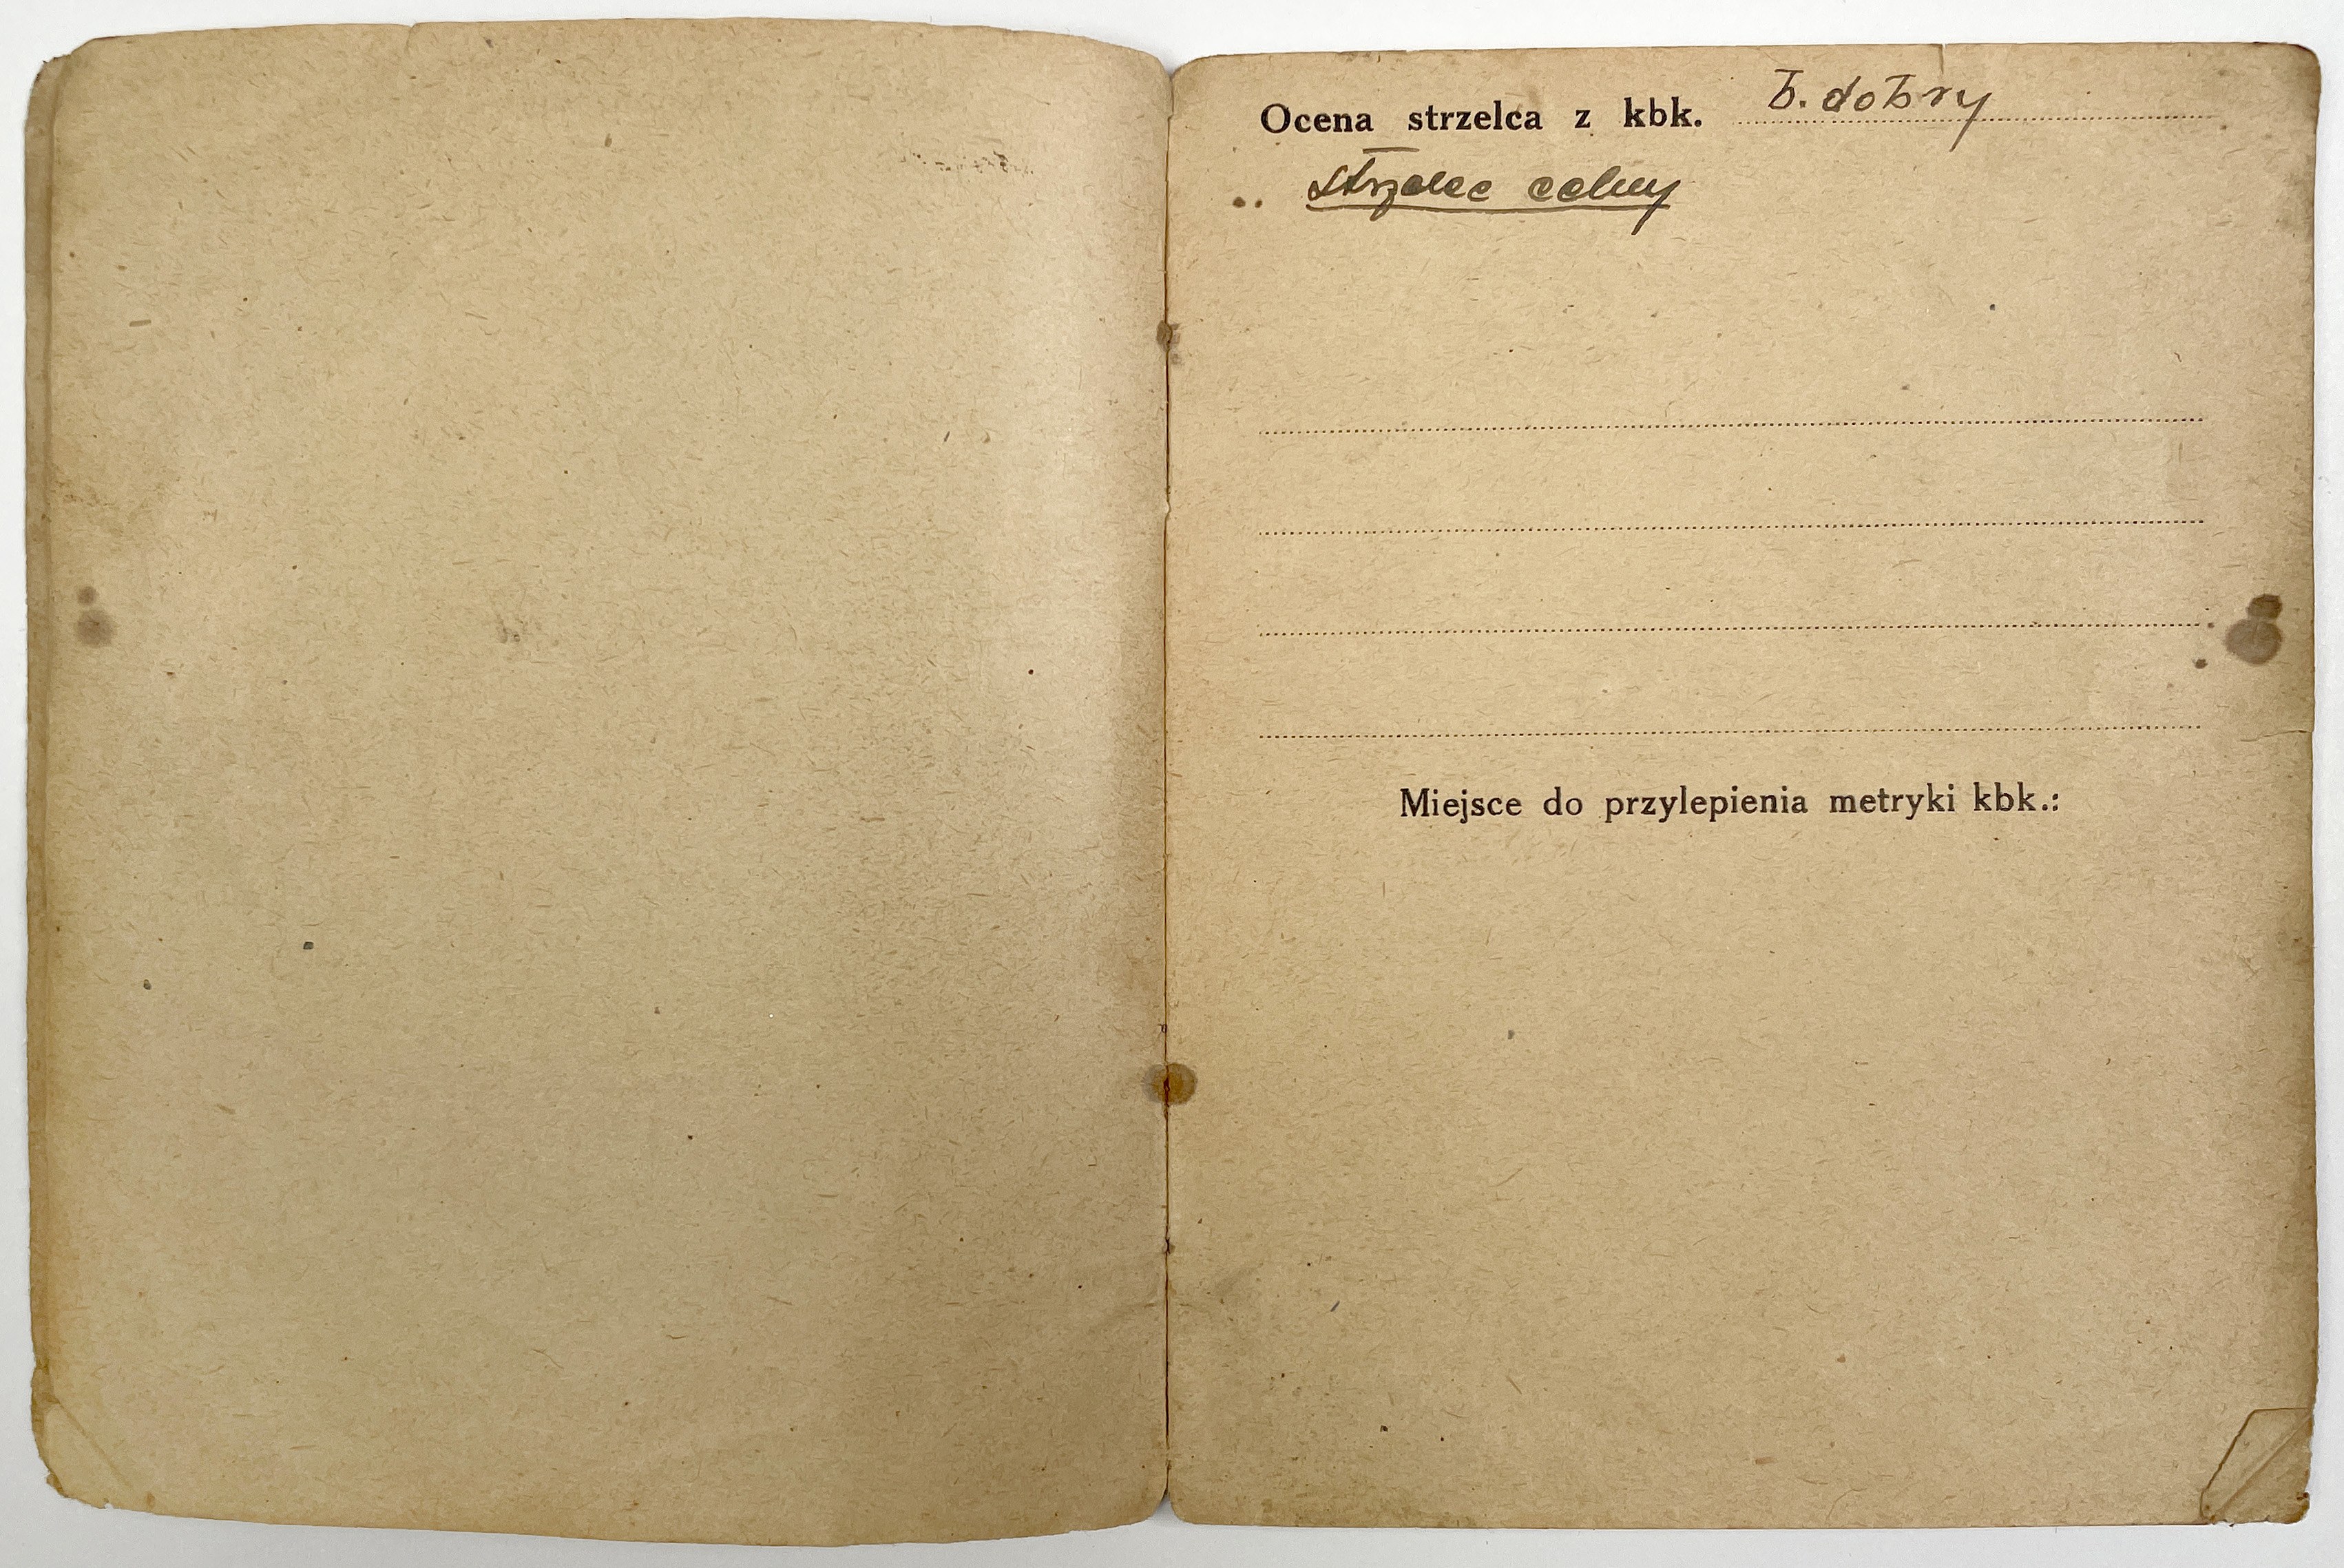 Ocena strzelca z kbk. b. dobry
strzelec celny
Miejsce do przylepienia metryki kbk.: